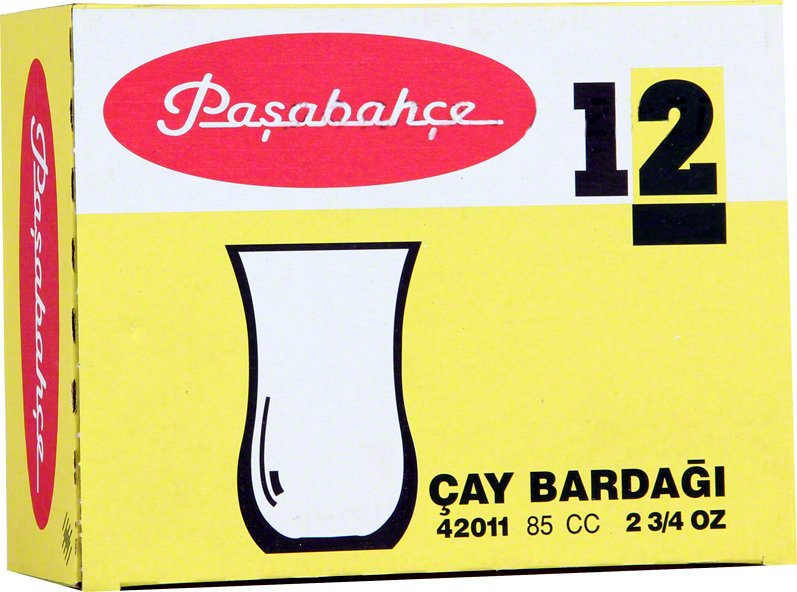 Paşabahçe
12
Paşabahçe
ÇAY BARDAĞI
42011 85 CC 2 3/4 OZ